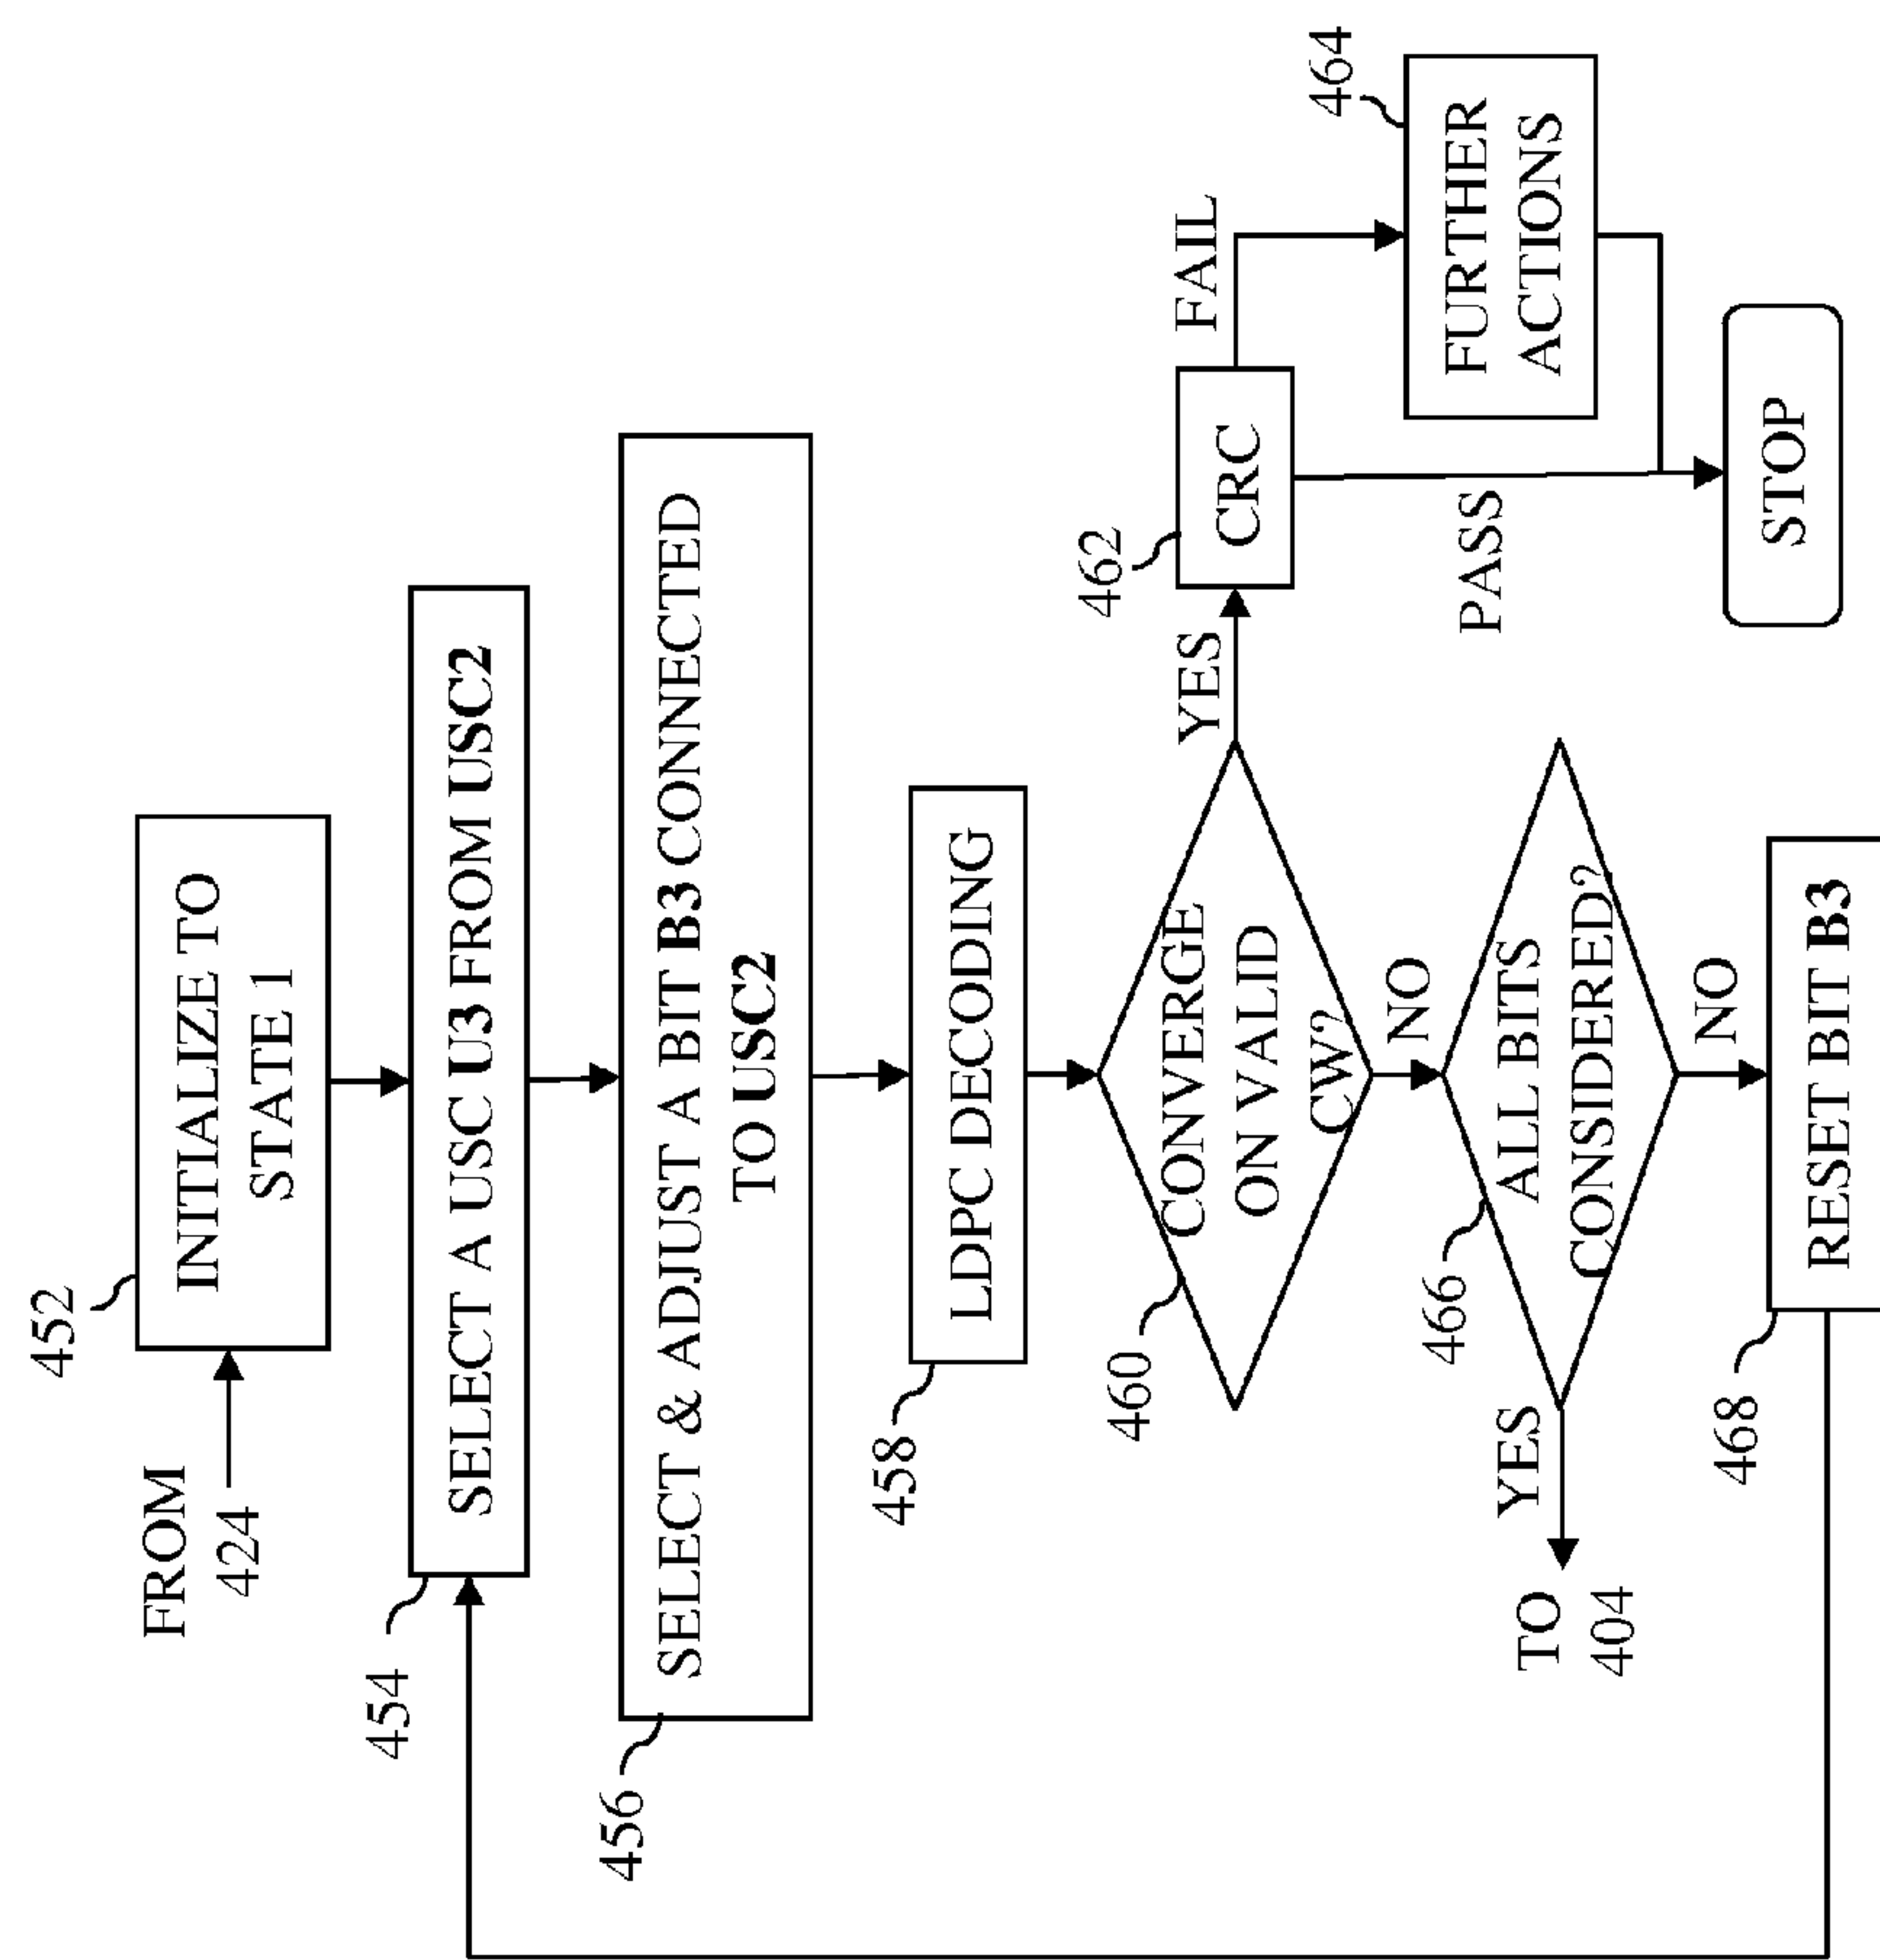 FROM
424
452
INITIALIZE TO
STATE 1
454
SELECT A USC U3 FROM USC2
456
SELECT & ADJUST A BIT B3 CONNECTED
TO USC2
458
LDPC DECODING
460
CONVERGE
ON VALID
CW?
YES
462
CRC
FAIL
464
FURTHER
ACTIONS
PASS
STOP
NO
466
ALL BITS
CONSIDERED?
YES
TO
404
NO
468
RESET BIT B3